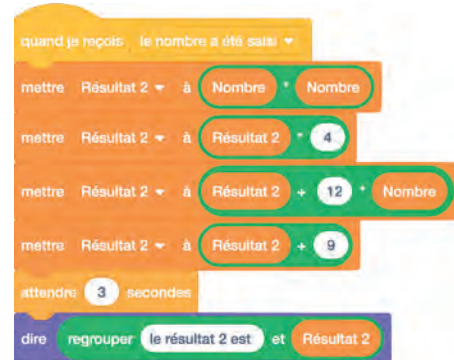 quand je reçois le nombre a été saisi
mettre Résultat 2 à Nombre * Nombre
mettre Résultat 2 à Résultat 2 * 4
mettre Résultat 2 à Résultat 2 + 12 * Nombre
mettre Résultat 2 à Résultat 2 + 9
attendre 3 secondes
dire regrouper le résultat 2 est et Résultat 2